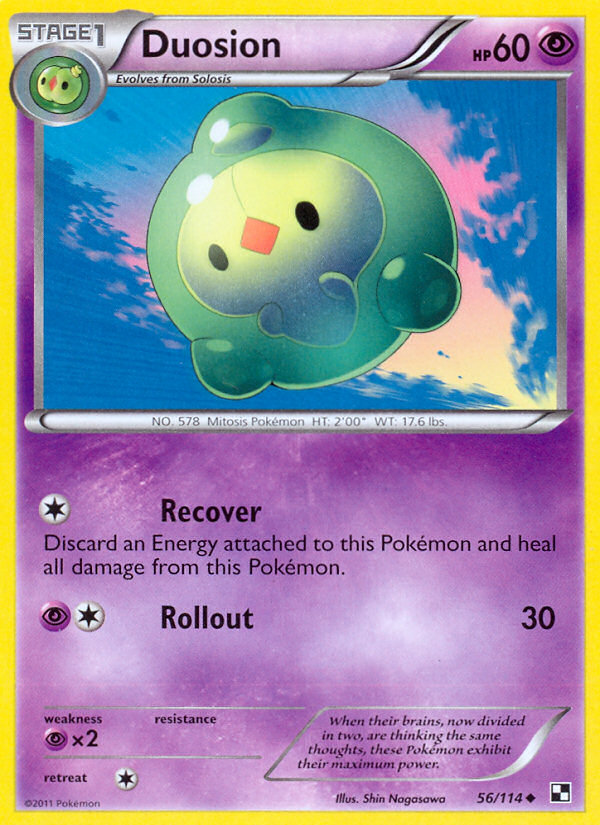 STAGE1
Duosion
HP60
Evolves from Solosis
NO. 578 Mitosis Pokémon HT: 2'00" WT: 17.6 lbs.
Recover
Discard an Energy attached to this Pokémon and heal
all damage from this Pokémon.
Rollout 30
weakness resistance
×2
When their brains, now divided
in two, are thinking the same
thoughts, these Pokémon exhibit
their maximum power.
retreat
©2011 Pokémon
Illus. Shin Nagasawa 56/114